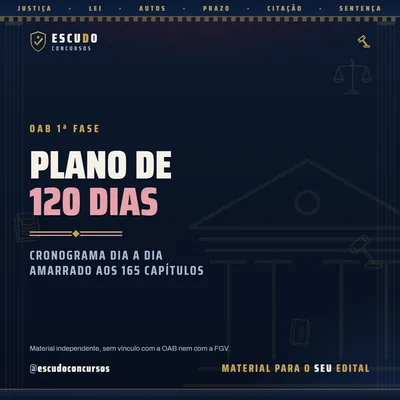 JUSTIÇA · LEI · AUTOS · PRAZO · CITAÇÃO · SENTENÇA
ESCUDO
CONCURSOS
OAB 1ª FASE
PLANO DE
120 DIAS
CRONOGRAMA DIA A DIA
AMARRADO AOS 165 CAPÍTULOS
Material independente, sem vínculo com a OAB nem com a FGV
@escudoconcursos
MATERIAL PARA O SEU EDITAL